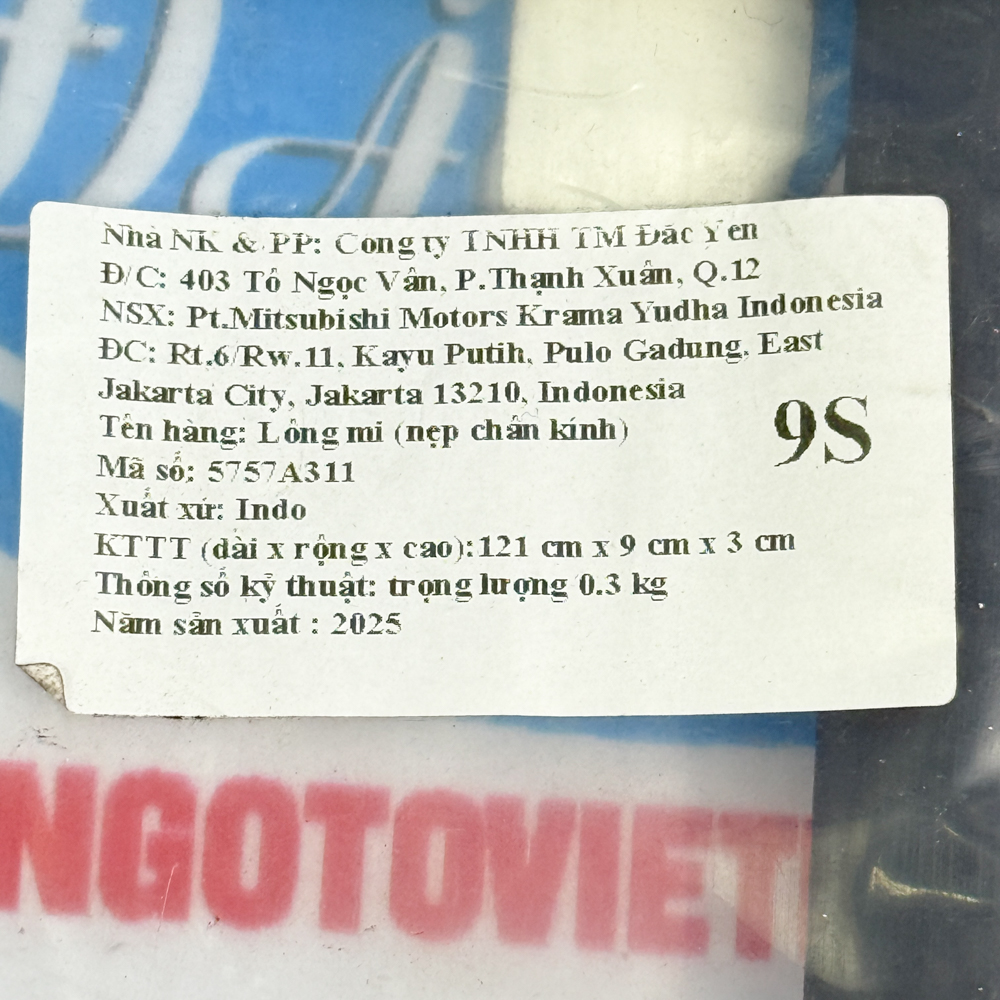 Nhà NK & PP: Công ty TNHH TM Đắc Yến
Đ/C: 403 Tô Ngọc Vân, P.Thạnh Xuân, Q.12
NSX: Pt.Mitsubishi Motors Krama Yudha Indonesia
ĐC: Rt.6/Rw.11, Kayu Putih, Pulo Gadung, East
Jakarta City, Jakarta 13210, Indonesia
Tên hàng: Lông mi (nẹp chân kính)
9S
Mã số: 5757A311
Xuất xứ: Indo
KTTT (dài x rộng x cao):121 cm x 9 cm x 3 cm
Thông số kỹ thuật: trọng lượng 0.3 kg
Năm sản xuất : 2025
NGOTOVIET